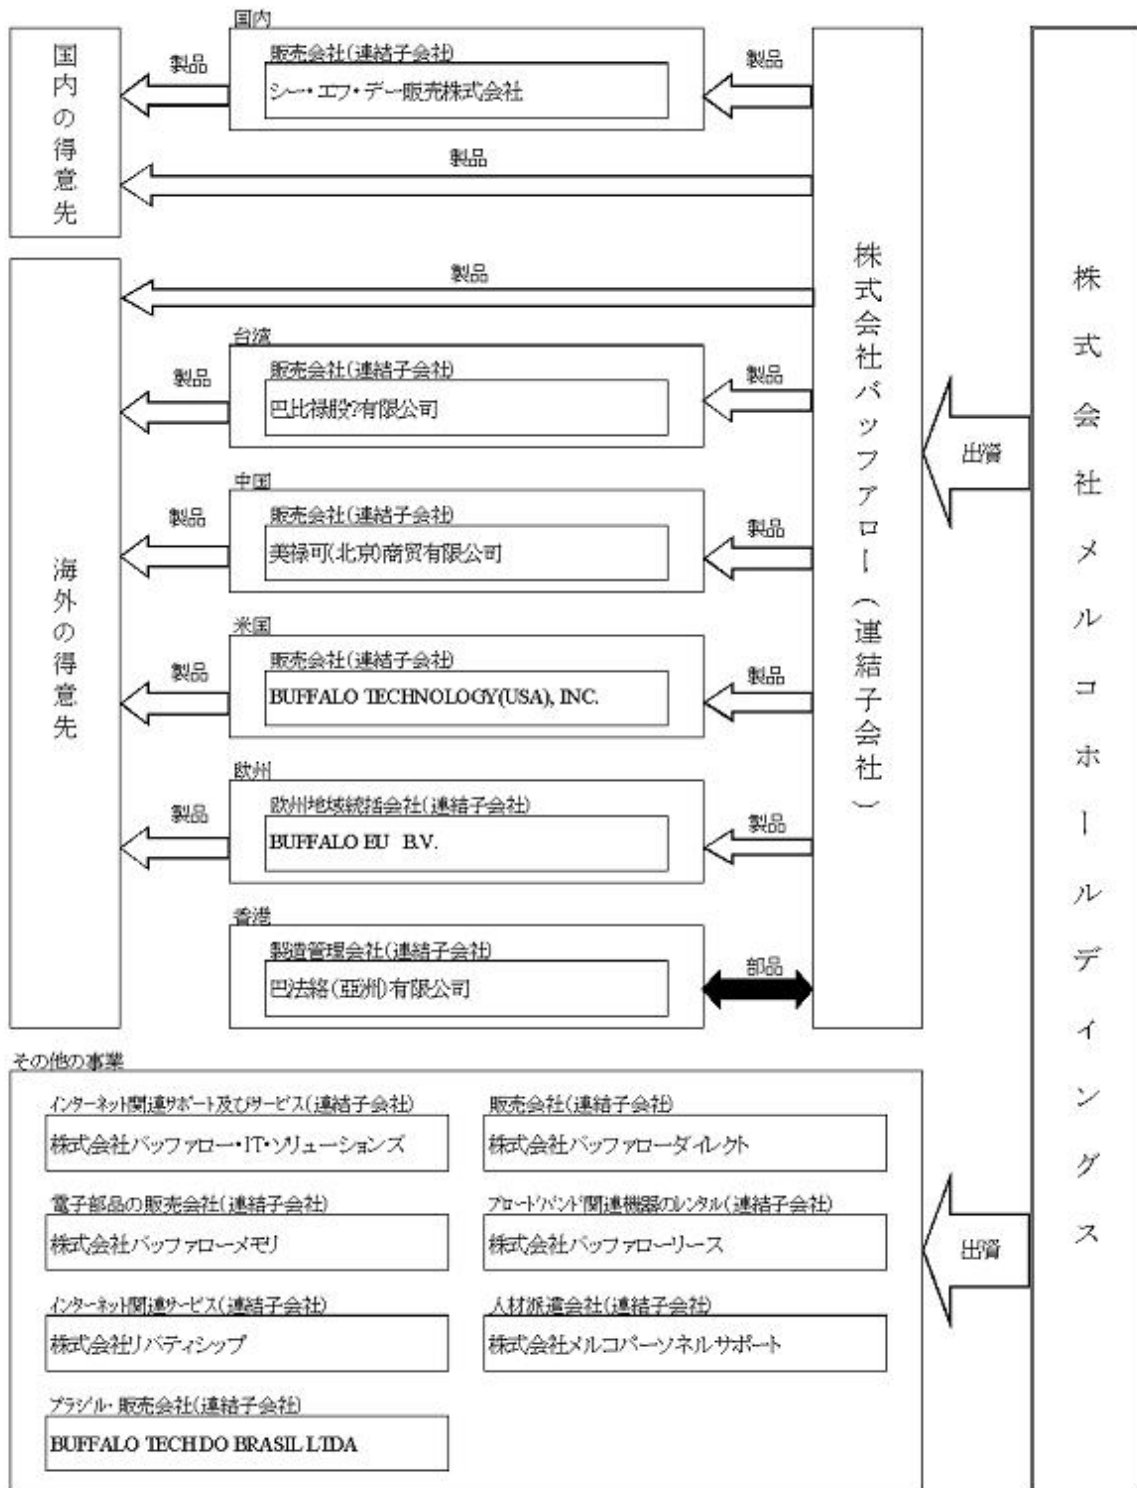 国内
国内の得意先
製品
販売会社(連結子会社)
シー・エフ・デー販売株式会社
製品
製品
製品
台湾
製品
販売会社(連結子会社)
巴比禄股?有限公司
製品
中国
製品
販売会社(連結子会社)
美禄可(北京)商贸有限公司
製品
海外の得意先
米国
製品
販売会社(連結子会社)
BUFFALO TECHNOLOGY(USA), INC.
製品
欧州
製品
欧州地域統括会社(連結子会社)
BUFFALO EU B.V.
製品
香港
製造管理会社(連結子会社)
巴法絡(亞洲)有限公司
部品
株式会社バッファロー(連結子会社)
出資
株式会社メルコホールディングス
その他の事業
インターネット関連サポート及びサービス(連結子会社)
株式会社バッファロー・IT・ソリューションズ
販売会社(連結子会社)
株式会社バッファローダイレクト
電子部品の販売会社(連結子会社)
株式会社バッファローメモリ
ブロードバンド関連機器のレンタル(連結子会社)
株式会社バッファローリース
出資
インターネット関連サービス(連結子会社)
株式会社リバティシップ
人材派遣会社(連結子会社)
株式会社メルコパーソネルサポート
ブラジル・販売会社(連結子会社)
BUFFALO TECH DO BRASIL LTDA